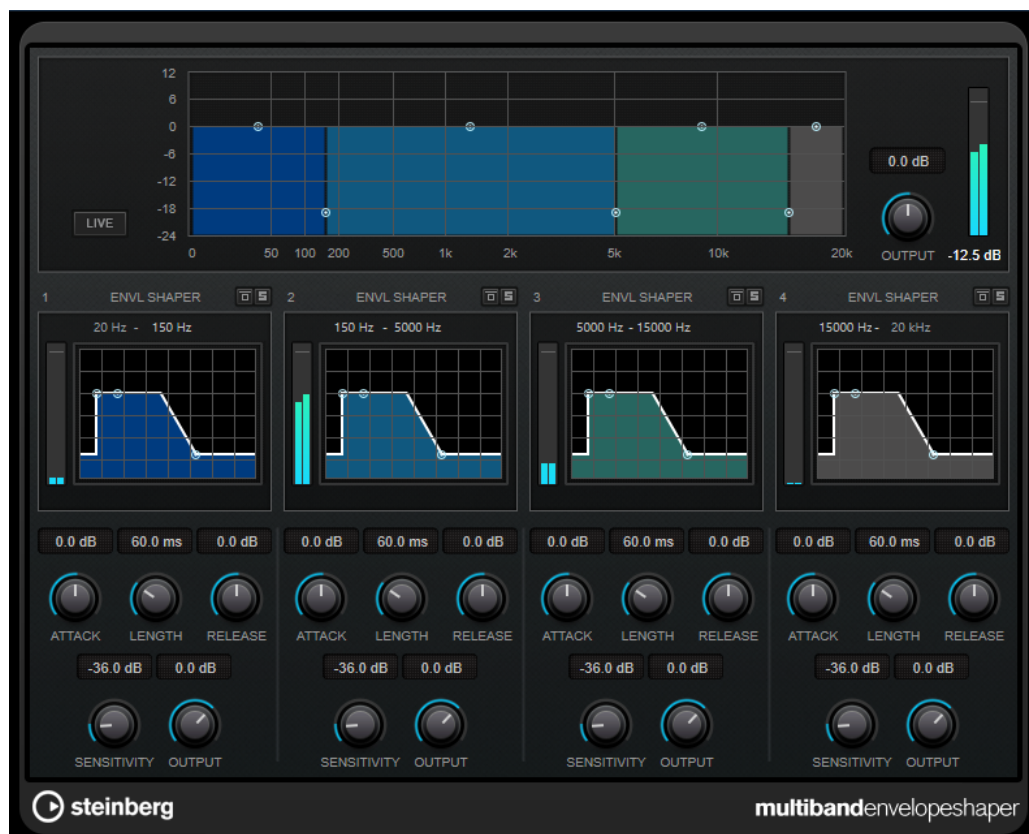 12
6
0
-6
-12
-18
-24
LIVE
0 50 100 200 500 1k 2k 5k 10k 20k
0.0 dB
OUTPUT -12.5 dB
1 ENVL SHAPER S 2 ENVL SHAPER S 3 ENVL SHAPER S 4 ENVL SHAPER S
20 Hz - 150 Hz 150 Hz - 5000 Hz 5000 Hz - 15000 Hz 15000 Hz - 20 kHz
0.0 dB 60.0 ms 0.0 dB 0.0 dB 60.0 ms 0.0 dB 0.0 dB 60.0 ms 0.0 dB 0.0 dB 60.0 ms 0.0 dB
ATTACK LENGTH RELEASE ATTACK LENGTH RELEASE ATTACK LENGTH RELEASE ATTACK LENGTH RELEASE
-36.0 dB 0.0 dB -36.0 dB 0.0 dB -36.0 dB 0.0 dB -36.0 dB 0.0 dB
SENSITIVITY OUTPUT SENSITIVITY OUTPUT SENSITIVITY OUTPUT SENSITIVITY OUTPUT
steinberg multibandenvelopeshaper